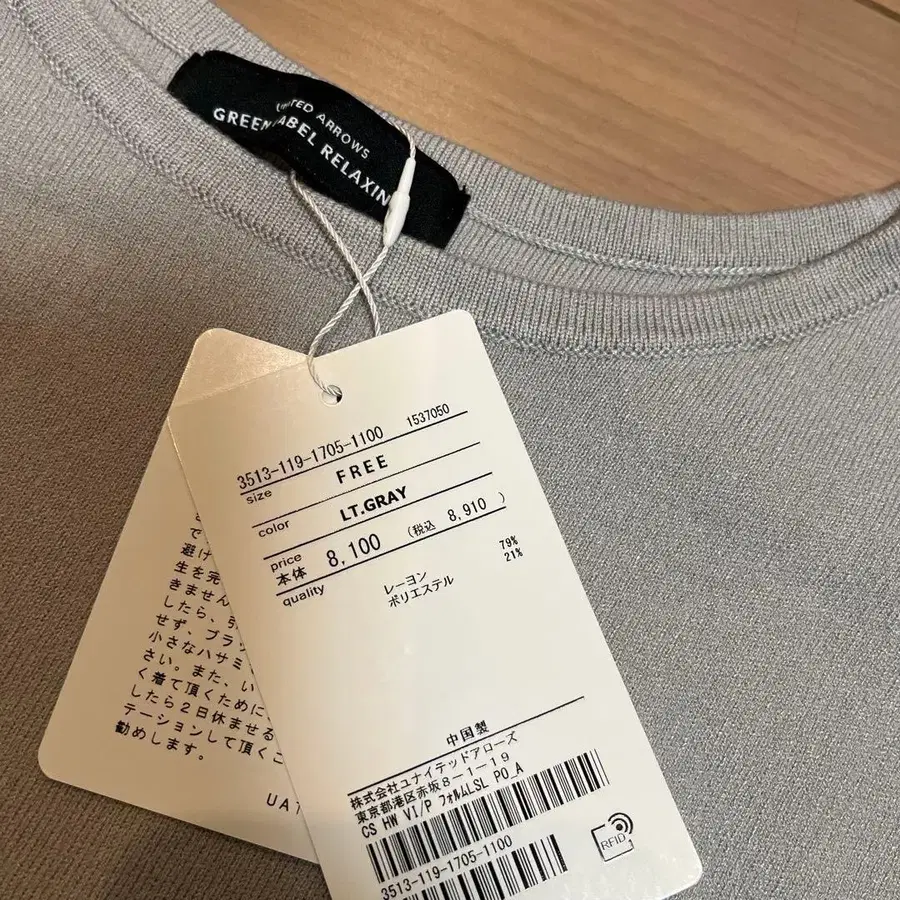 UNITED ARROWS
GREEN LABEL RELAXING
3513-119-1705-1100 1537050
size FREE
color LT.GRAY
price
本体 8,100 (税込 8,910 )
quality
レーヨン 79%
ポリエステル 21%
中国製
株式会社ユナイテッドアローズ
東京都港区赤坂8-1-19
CS HW VI/P フォルムLSL PO_A
3513-119-1705-1100
RFID
で
避け
生を完
きません
したら、引
せず、ブラ
小さなハサミ
さい。また、い
く着て頂くために
したら2日休ませる
テーションして頂くこ
勧めします。
UA